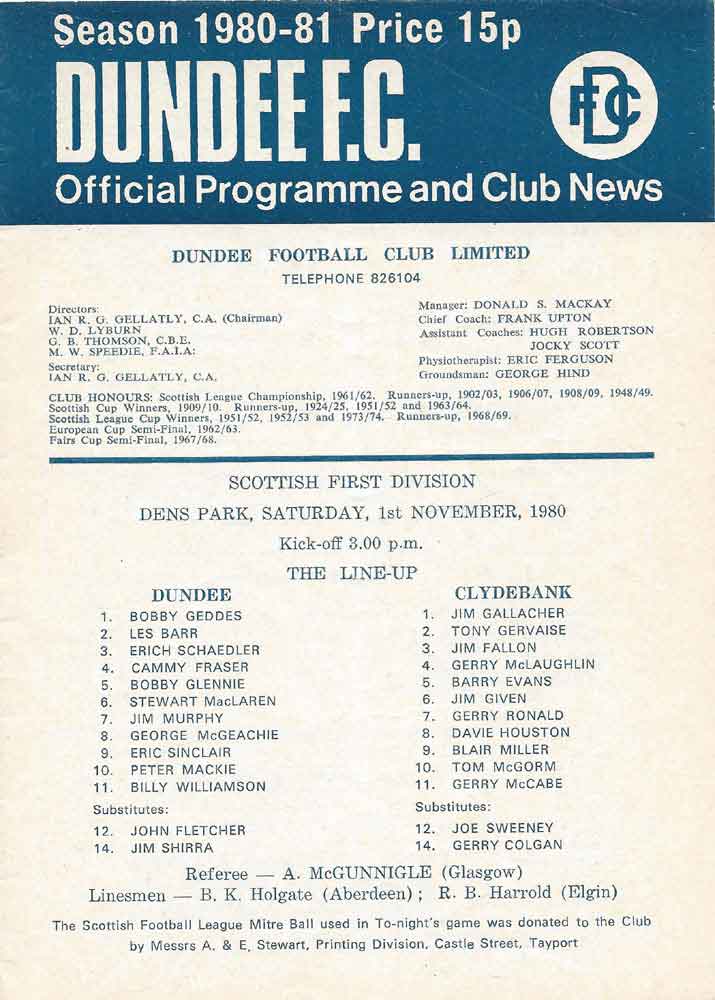 Season 1980-81 Price 15p
DUNDEE F.C.
DFC
Official Programme and Club News
DUNDEE FOOTBALL CLUB LIMITED
TELEPHONE 826104
Directors:
IAN R. G. GELLATLY, C.A. (Chairman)
W. D. LYBURN
G. B. THOMSON, C.B.E.
M. W. SPEEDIE, F.A.I.A:
Secretary:
IAN R. G. GELLATLY, C.A.
Manager: DONALD S. MACKAY
Chief Coach: FRANK UPTON
Assistant Coaches: HUGH ROBERTSON
JOCKY SCOTT
Physiotherapist: ERIC FERGUSON
Groundsman: GEORGE HIND
CLUB HONOURS: Scottish League Championship, 1961/62. Runners-up, 1902/03, 1906/07, 1908/09, 1948/49.
Scottish Cup Winners, 1909/10. Runners-up, 1924/25, 1951/52 and 1963/64.
Scottish League Cup Winners, 1951/52, 1952/53 and 1973/74. Runners-up, 1968/69.
European Cup Semi-Final, 1962/63.
Fairs Cup Semi-Final, 1967/68.
SCOTTISH FIRST DIVISION
DENS PARK, SATURDAY, 1st NOVEMBER, 1980
Kick-off 3.00 p.m.
THE LINE-UP
DUNDEE
1. BOBBY GEDDES
2. LES BARR
3. ERICH SCHAEDLER
4. CAMMY FRASER
5. BOBBY GLENNIE
6. STEWART MacLAREN
7. JIM MURPHY
8. GEORGE McGEACHIE
9. ERIC SINCLAIR
10. PETER MACKIE
11. BILLY WILLIAMSON
Substitutes:
12. JOHN FLETCHER
14. JIM SHIRRA
CLYDEBANK
1. JIM GALLACHER
2. TONY GERVAISE
3. JIM FALLON
4. GERRY McLAUGHLIN
5. BARRY EVANS
6. JIM GIVEN
7. GERRY RONALD
8. DAVIE HOUSTON
9. BLAIR MILLER
10. TOM McGORM
11. GERRY McCABE
Substitutes:
12. JOE SWEENEY
14. GERRY COLGAN
Referee — A. McGUNNIGLE (Glasgow)
Linesmen — B. K. Holgate (Aberdeen) ; R. B. Harrold (Elgin)
The Scottish Football League Mitre Ball used in To-night's game was donated to the Club
by Messrs A. & E. Stewart, Printing Division, Castle Street, Tayport